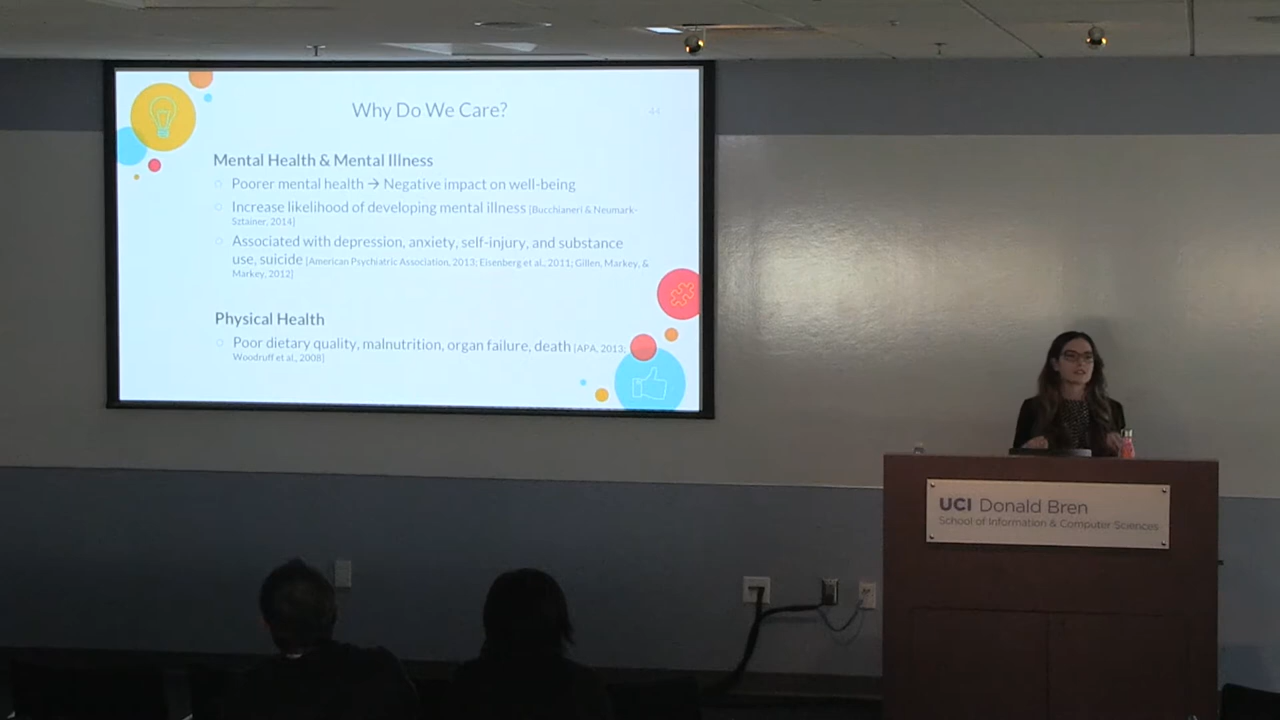 Why Do We Care?
44
Mental Health & Mental Illness
Poorer mental health → Negative impact on well-being
Increase likelihood of developing mental illness [Bucchianeri & Neumark-
Sztainer, 2014]
Associated with depression, anxiety, self-injury, and substance
use, suicide [American Psychiatric Association, 2013; Eisenberg et al., 2011; Gillen, Markey, &
Markey, 2012]
Physical Health
Poor dietary quality, malnutrition, organ failure, death [APA, 2013;
Woodruff et al., 2008]
UCI Donald Bren
School of Information & Computer Sciences